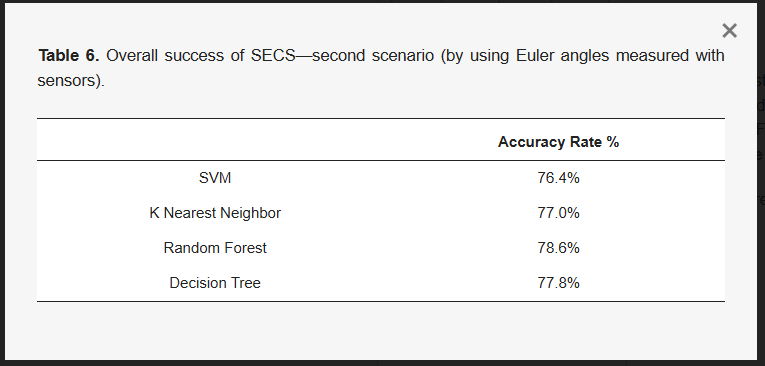 Table 6. Overall success of SECS—second scenario (by using Euler angles measured with
sensors).
Accuracy Rate %
SVM 76.4%
K Nearest Neighbor 77.0%
Random Forest 78.6%
Decision Tree 77.8%